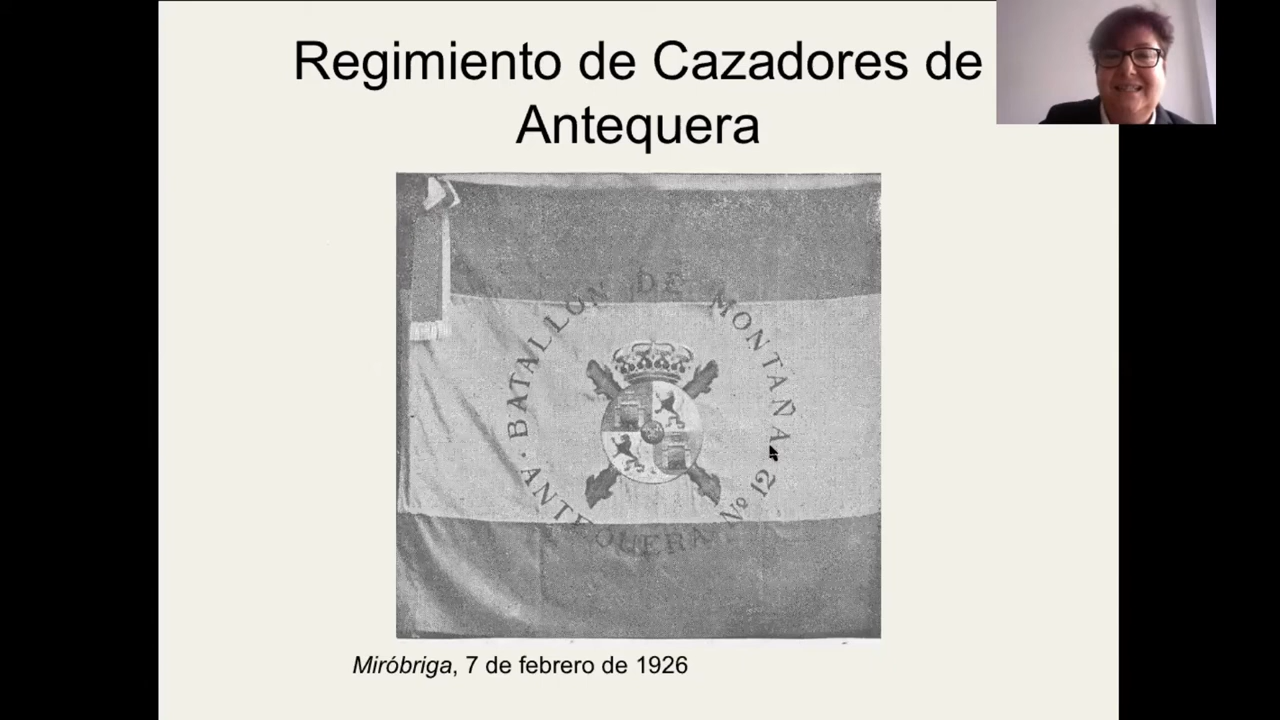 Regimiento de Cazadores de
Antequera
BATALLÓN DE MONTAÑA
ANTEQUERA Nº 12
Miróbriga, 7 de febrero de 1926